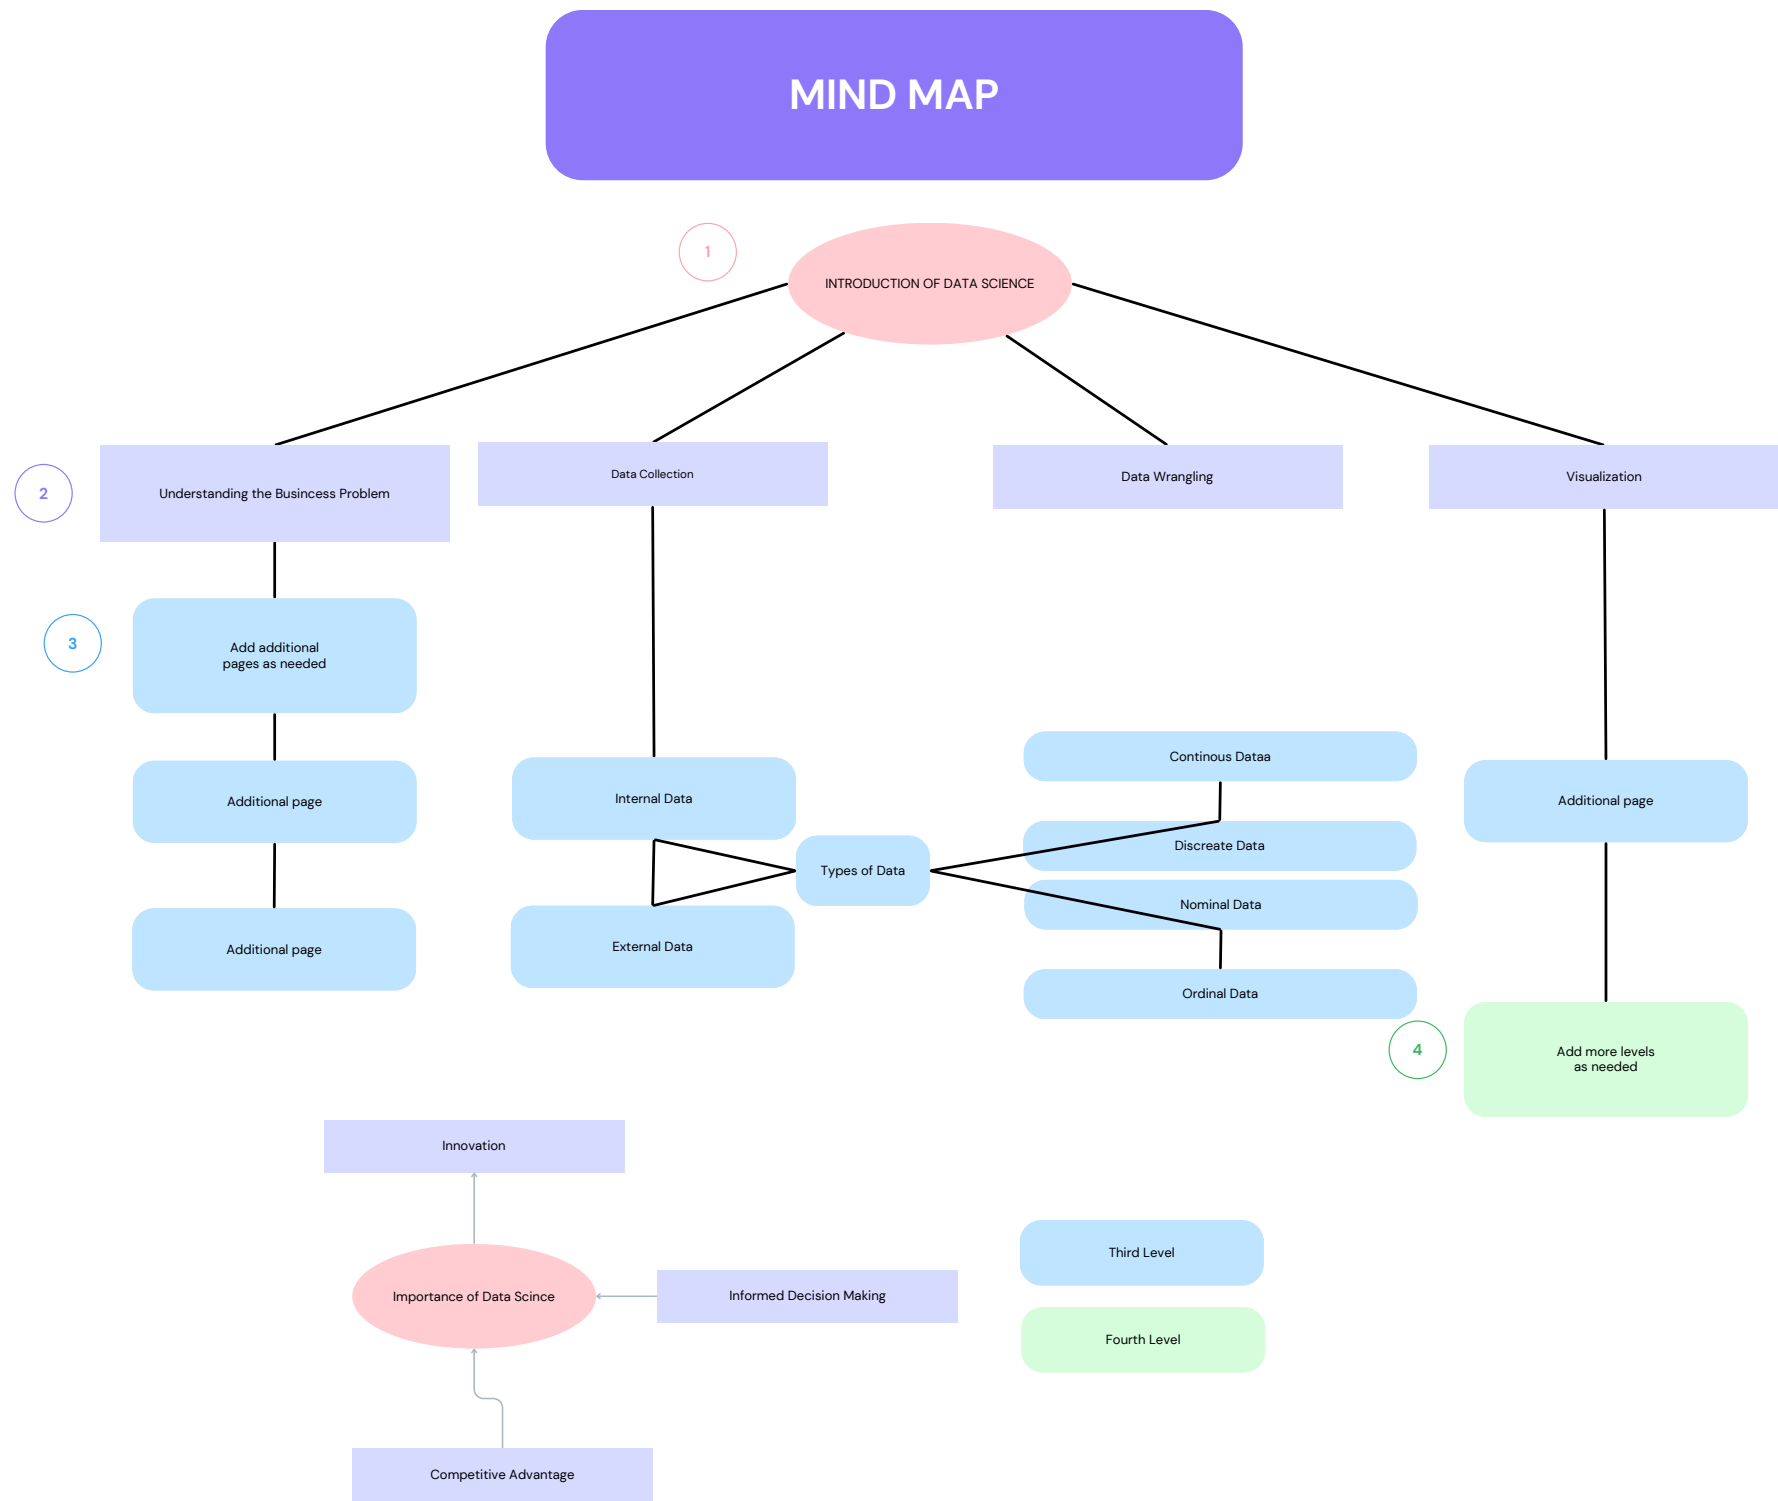 MIND MAP
1
INTRODUCTION OF DATA SCIENCE
2
Understanding the Busincess Problem
Data Collection
Data Wrangling
Visualization
3
Add additional
pages as needed
Additional page
Additional page
Internal Data
External Data
Types of Data
Continous Dataa
Discreate Data
Nominal Data
Ordinal Data
Additional page
4
Add more levels
as needed
Innovation
Importance of Data Scince
Informed Decision Making
Competitive Advantage
Third Level
Fourth Level